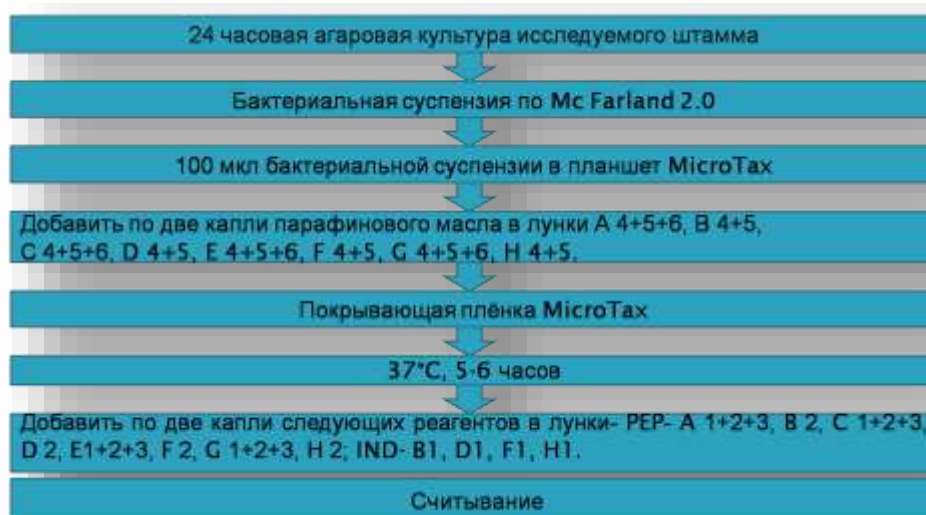 24 часовая агаровая культура исследуемого штамма
Бактериальная суспензия по Mc Farland 2.0
100 мкл бактериальной суспензии в планшет MicroTax
Добавить по две капли парафинового масла в лунки A 4+5+6, B 4+5,
C 4+5+6, D 4+5, E 4+5+6, F 4+5, G 4+5+6, H 4+5.
Покрывающая плёнка MicroTax
37°C, 5-6 часов
Добавить по две капли следующих реагентов в лунки- PEP- A 1+2+3, B 2, C 1+2+3,
D 2, E1+2+3, F 2, G 1+2+3, H 2; IND- B1, D1, F1, H1.
Считывание